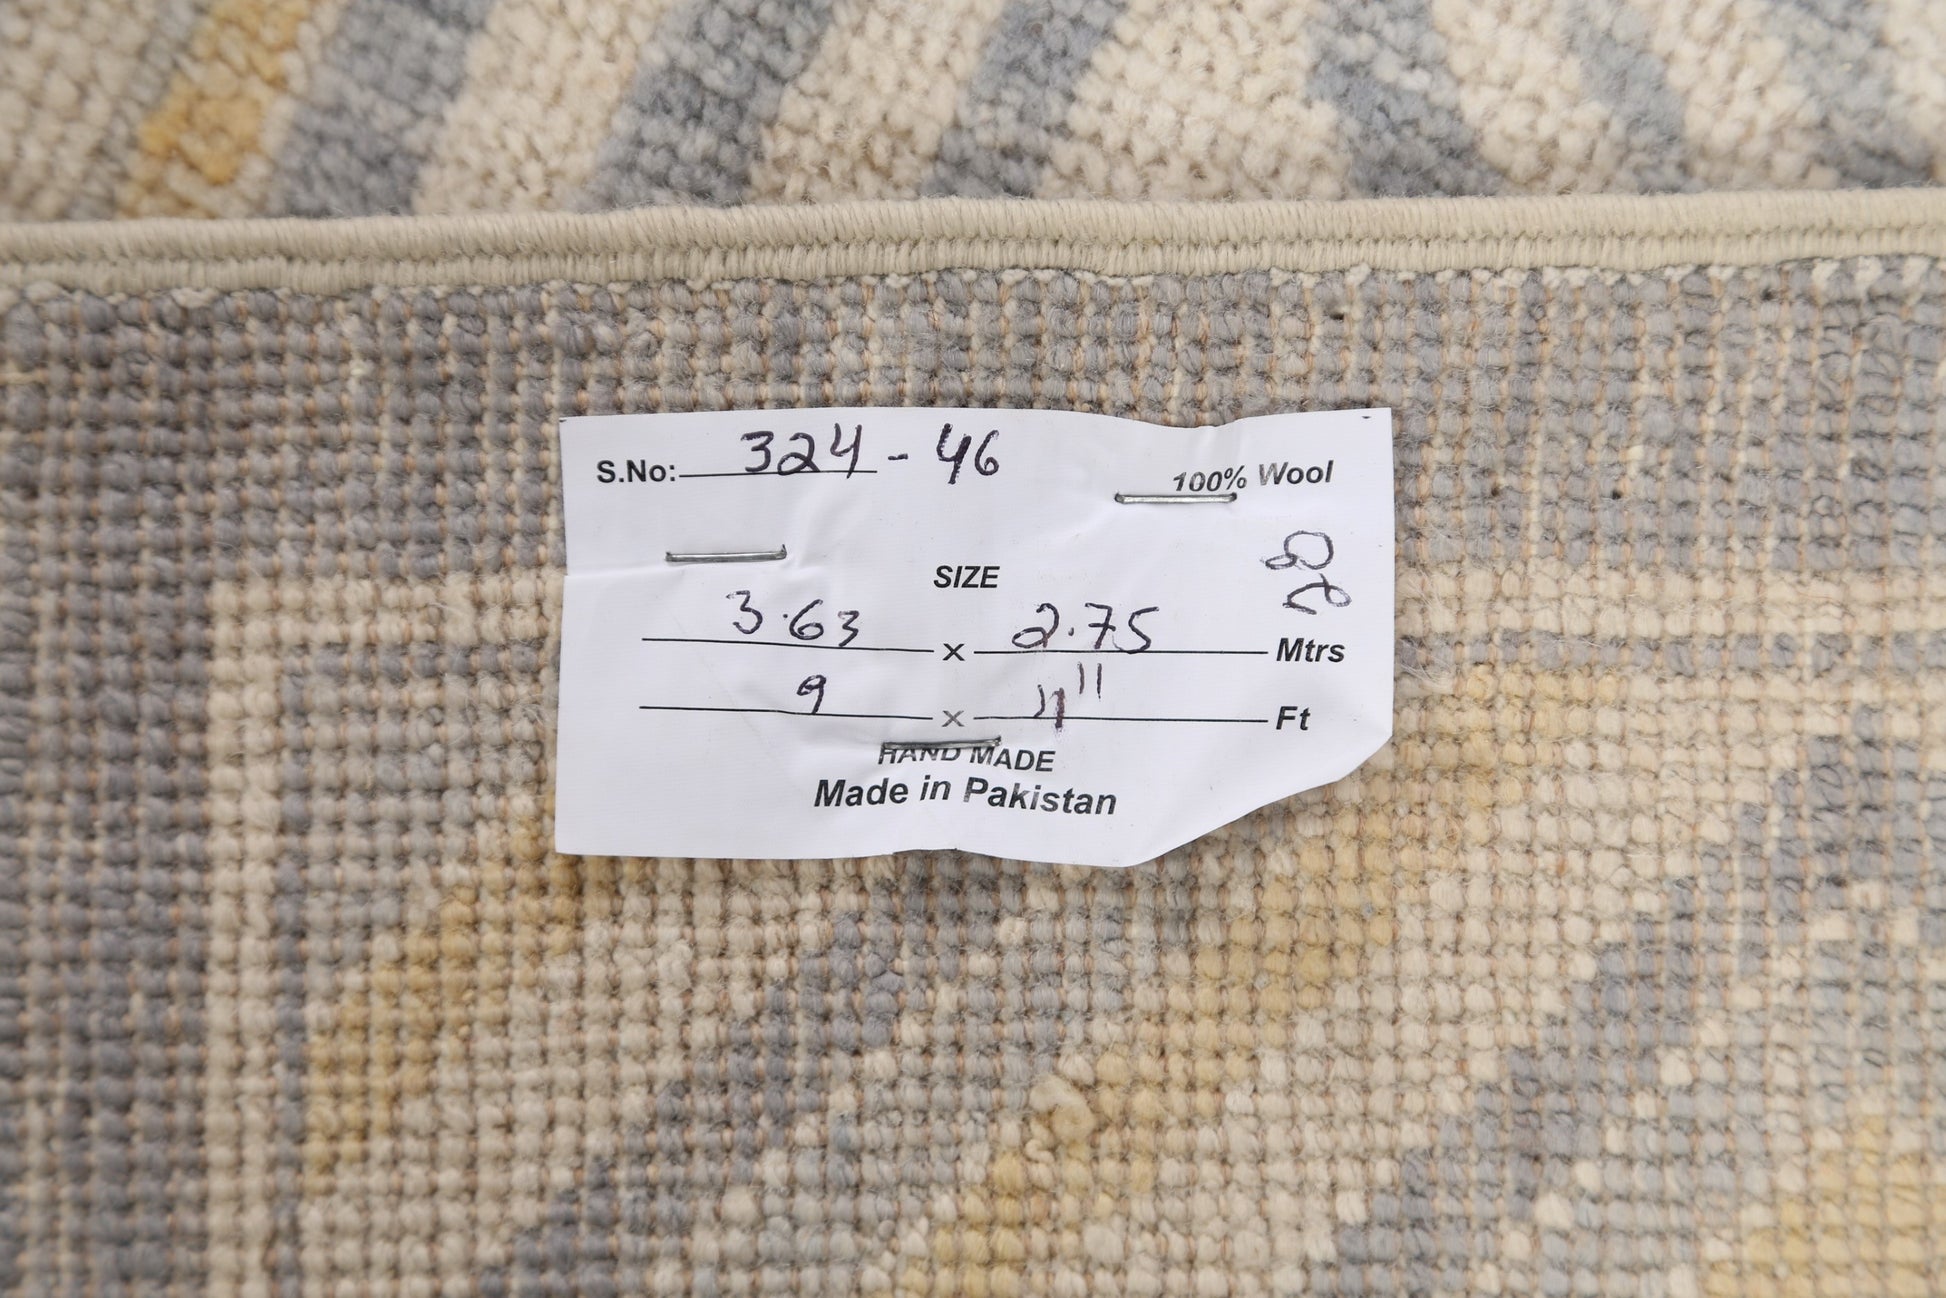 S.No: 324-46
100% Wool
SIZE
3.63 x 2.75 Mtrs
9 x 11" Ft
HAND MADE
Made in Pakistan